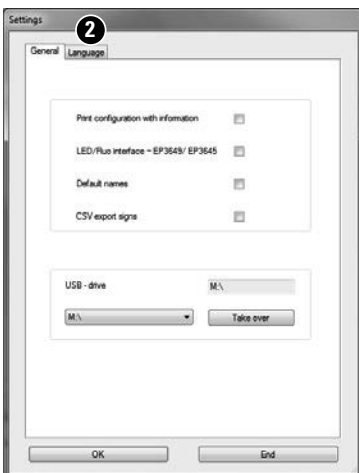 Settings
2
General Language
Print configuration with information
LED/Rus interface ~ EP3649/ EP3645
Default names
CSV export signs
USB - drive M:\
M:\ Take over
OK End